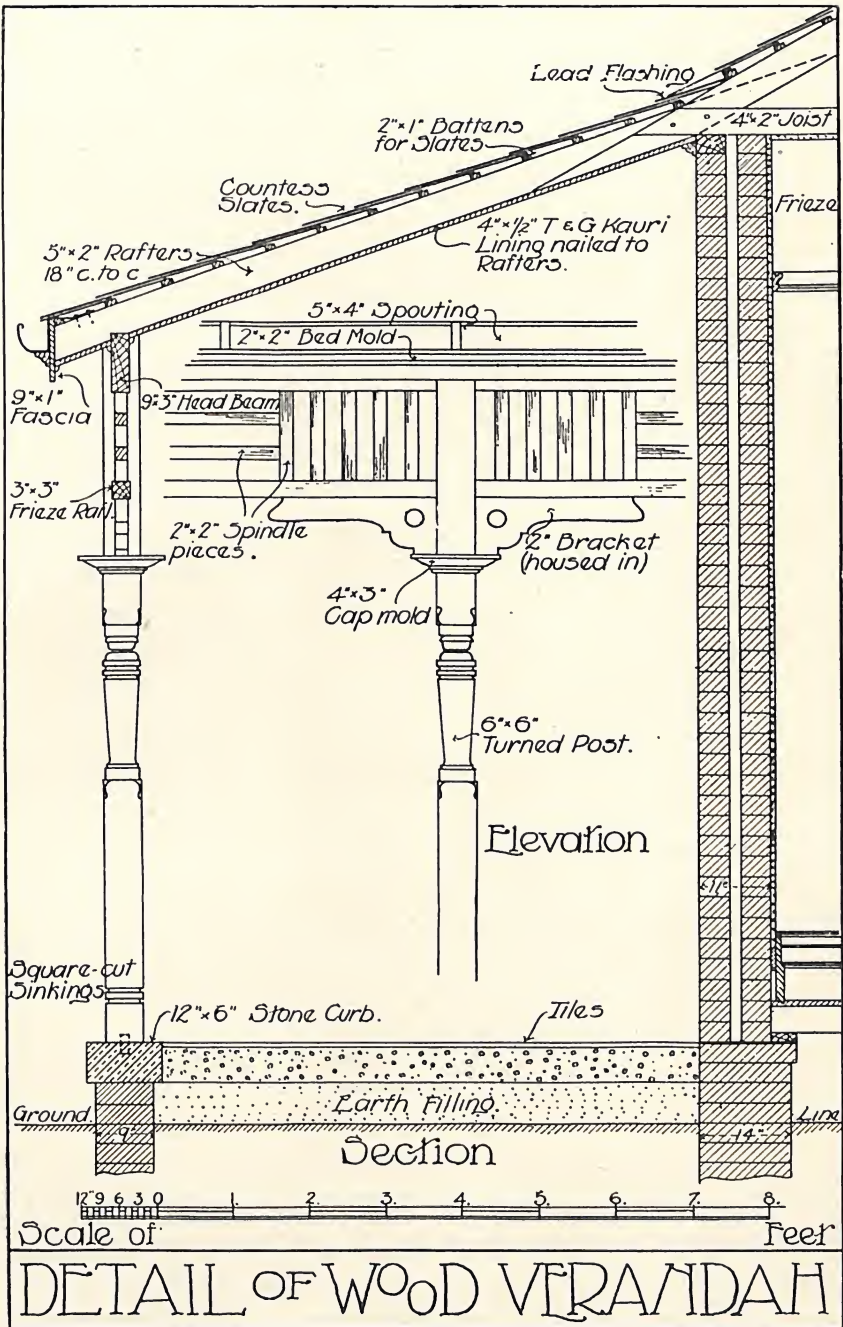 Lead Flashing
4"×2" Joist
2"×1" Battens
for Slates
Countess
Slates.
Frieze
5"×2" Rafters
18" c. to c
4"×1/2" T & G Kauri
Lining nailed to
Rafters.
5"×4" Spouting
2"×2" Bed Mold
9"×1"
Fascia
9"×3" Head Beam
3"×3"
Frieze Rail.
2"×2" Spindle
pieces.
2" Bracket
(housed in)
4"×3"
Cap mold
6"×6"
Turned Post.
Elevation
11"
Square-cut
Sinkings
12"×6" Stone Curb.
Tiles
Earth Filling
Ground
Line
9"
14"
Section
12" 9 6 3 0 1. 2. 3. 4. 5. 6. 7. 8.
Scale of Feet
DETAIL OF WOOD VERANDAH